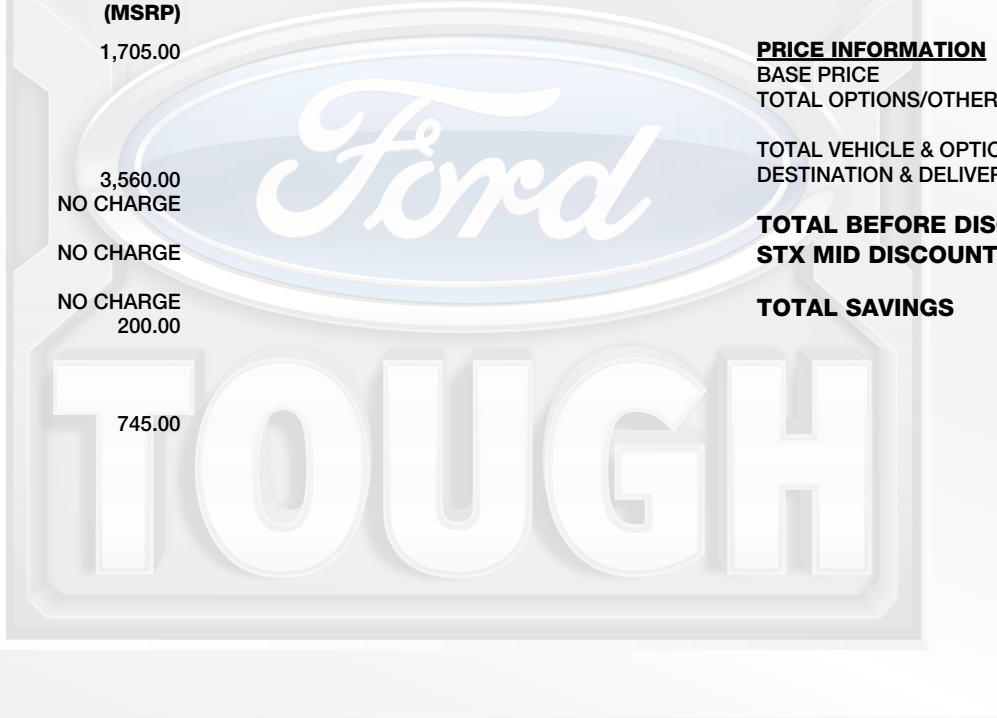 (MSRP)
1,705.00
3,560.00
NO CHARGE
NO CHARGE
NO CHARGE
200.00
745.00
PRICE INFORMATION
BASE PRICE
TOTAL OPTIONS/OTHER
TOTAL VEHICLE & OPTIO
DESTINATION & DELIVER
TOTAL BEFORE DISC
STX MID DISCOUNT
TOTAL SAVINGS
Ford
TOUGH